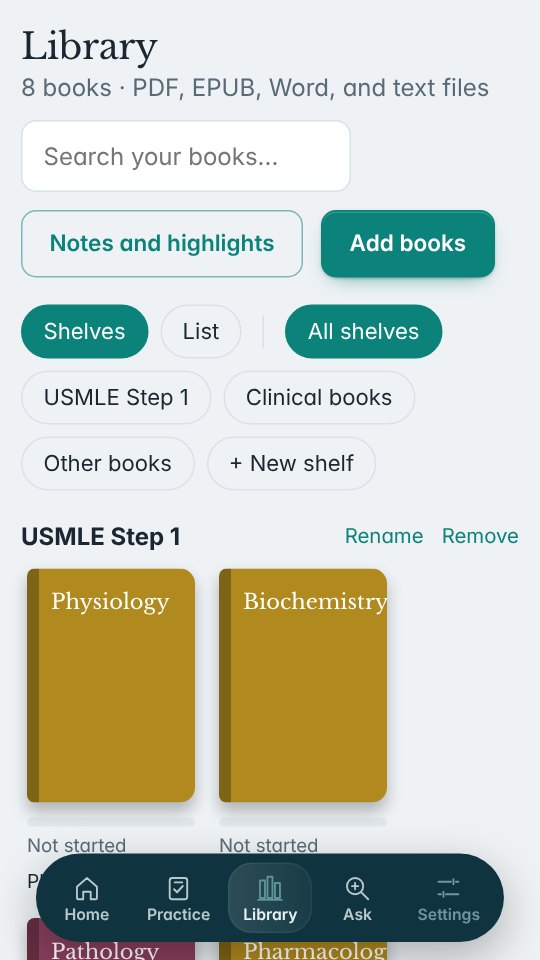 Library
8 books · PDF, EPUB, Word, and text files
Search your books...
Notes and highlights
Add books
Shelves
List
All shelves
USMLE Step 1
Clinical books
Other books
+ New shelf
USMLE Step 1
Rename
Remove
Physiology
Biochemistry
Not started
Not started
Home
Practice
Library
Ask
Settings
Pathology
Pharmacolog